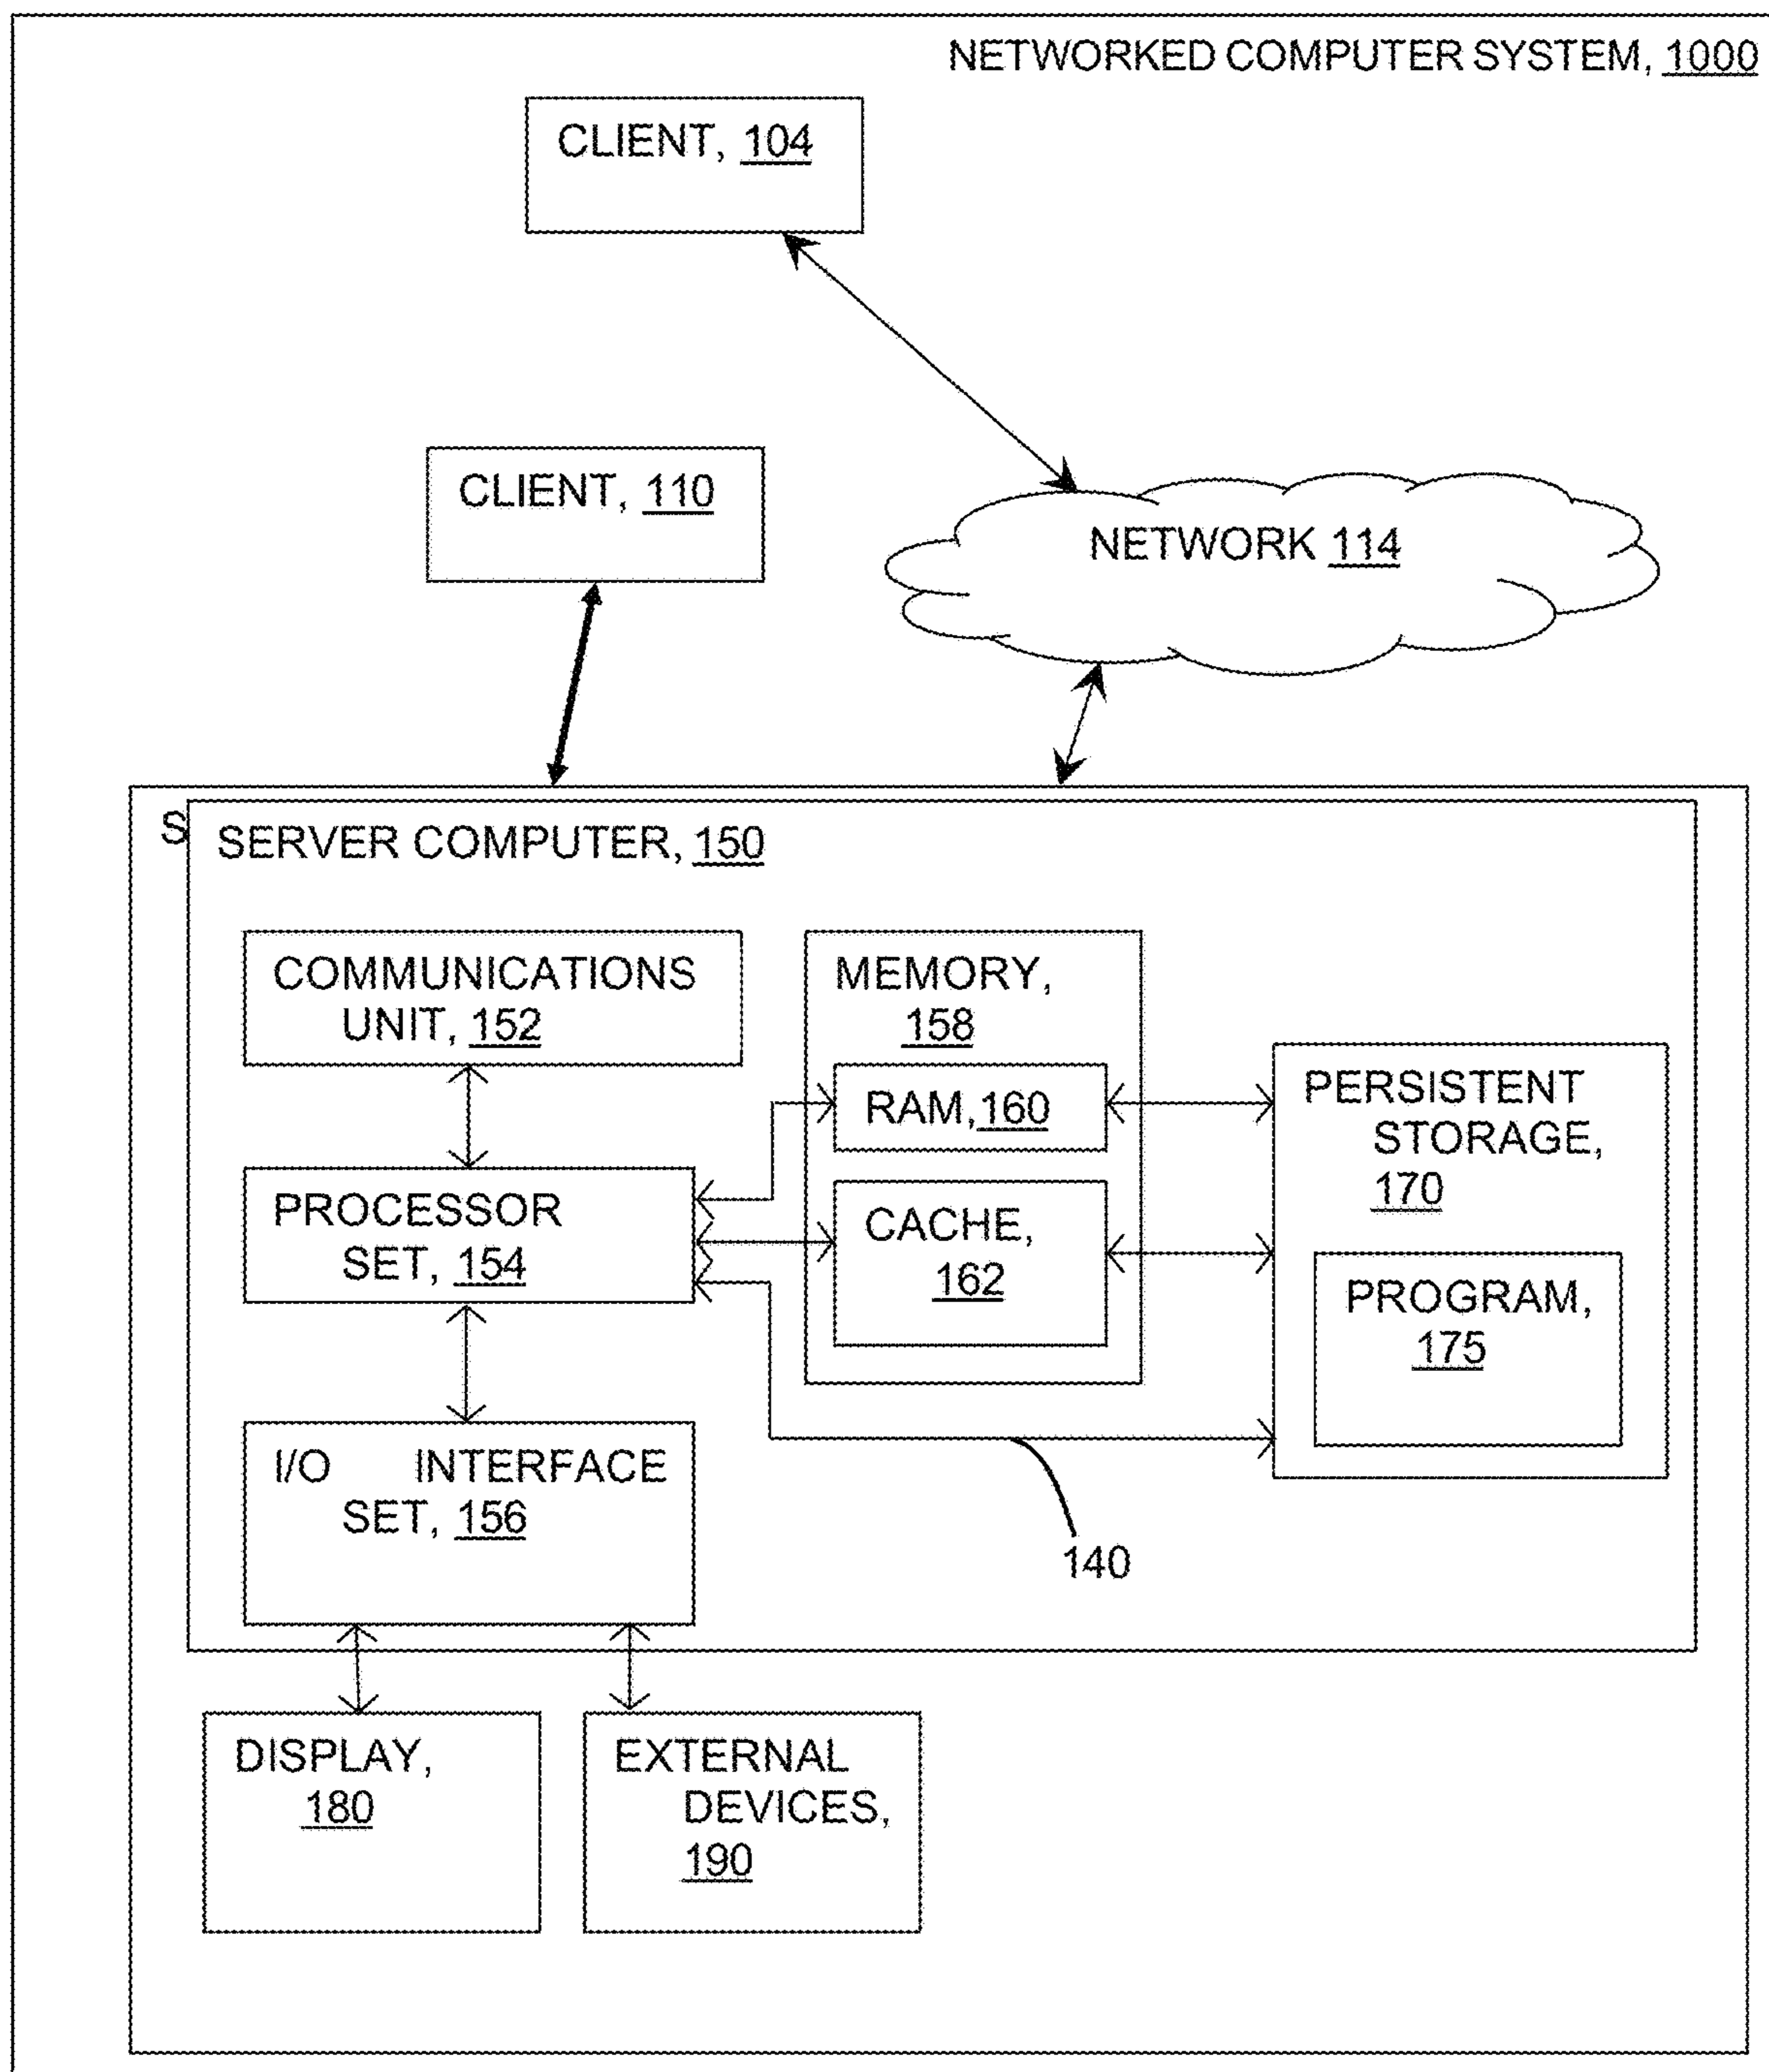 NETWORKED COMPUTER SYSTEM, 1000
CLIENT, 104
CLIENT, 110
NETWORK 114
S
SERVER COMPUTER, 150
COMMUNICATIONS
UNIT, 152
MEMORY,
158
RAM,160
PERSISTENT
STORAGE,
170
PROCESSOR
SET, 154
CACHE,
162
PROGRAM,
175
I/O INTERFACE
SET, 156
140
DISPLAY,
180
EXTERNAL
DEVICES,
190